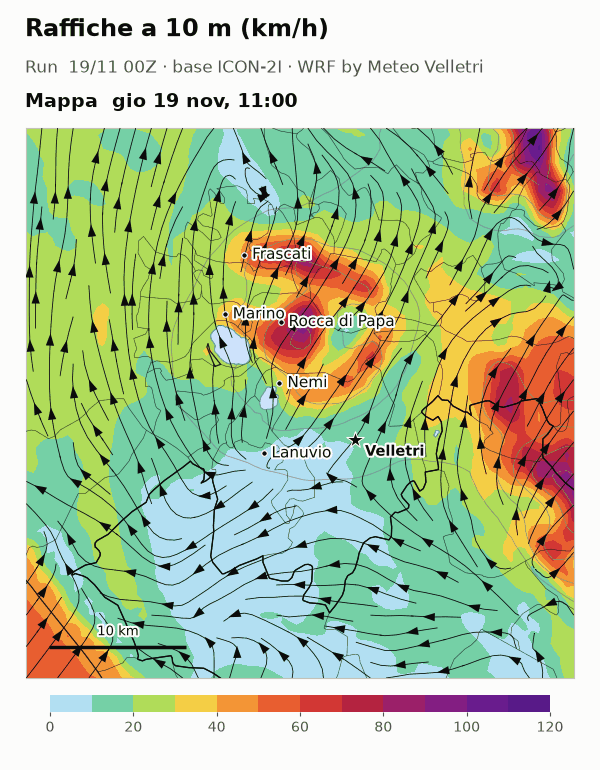 Raffiche a 10 m (km/h)
Run  19/11 00Z · base ICON-2I · WRF by Meteo Velletri
Mappa  gio 19 nov, 11:00
Frascati
Marino
Rocca di Papa
Nemi
Lanuvio
Velletri
10 km
0 20 40 60 80 100 120